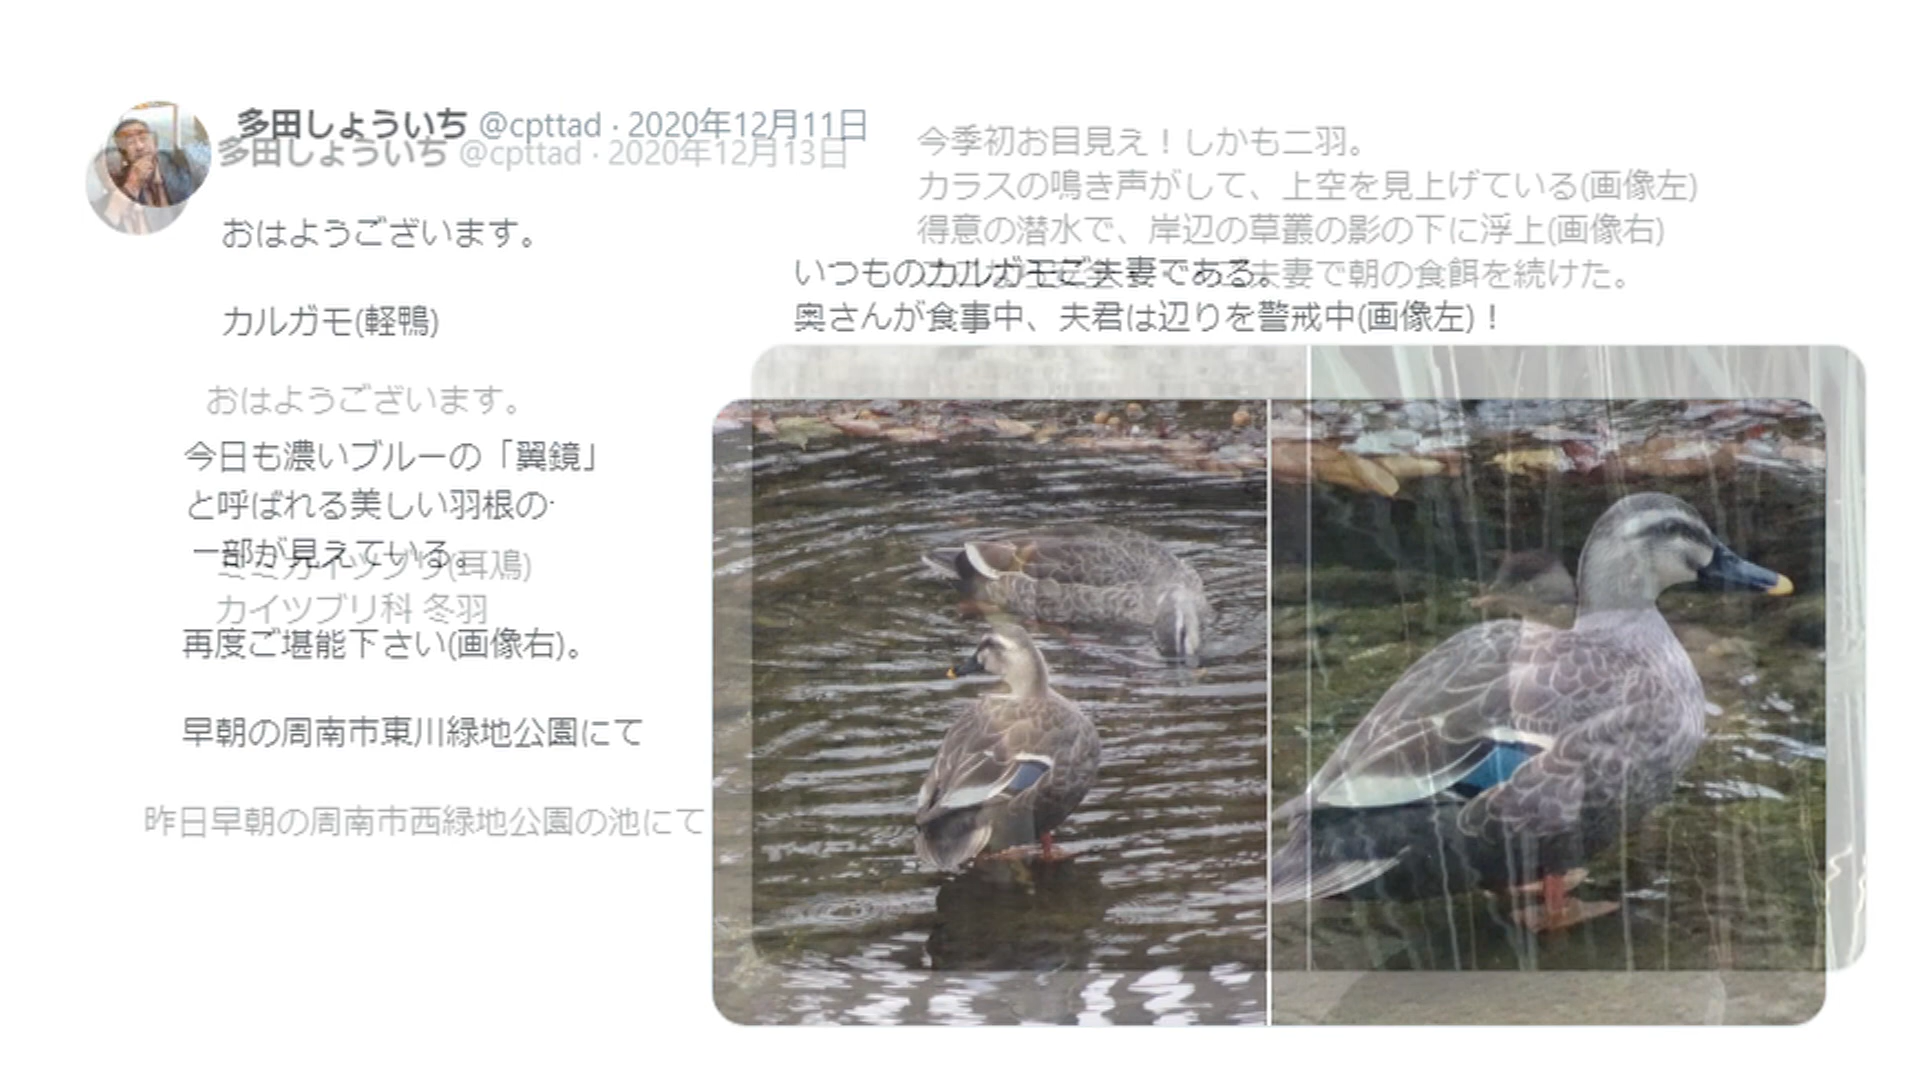 多田しょういち @cpttad · 2020年12月11日
おはようございます。
カルガモ(軽鴨)
いつものカルガモご夫妻である。
奥さんが食事中、夫君は辺りを警戒中(画像左)！
今日も濃いブルーの「翼鏡」
と呼ばれる美しい羽根の
一部が見えている。
再度ご堪能下さい(画像右)。
早朝の周南市東川緑地公園にて
多田しょういち @cpttad · 2020年12月13日
おはようございます。
ミミカイツブリ(耳鳰)
カイツブリ科 冬羽
今季初お目見え！しかも二羽。
カラスの鳴き声がして、上空を見上げている(画像左)
得意の潜水で、岸辺の草叢の影の下に浮上(画像右)
夫妻で朝の食餌を続けた。
昨日早朝の周南市西緑地公園の池にて